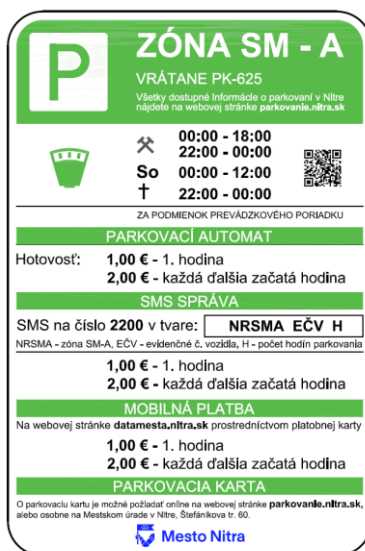 P
ZÓNA SM - A
VRÁTANE PK-625
Všetky dostupné Informácie o parkovaní v Nitre
nájdete na webovej stránke parkovanie.nitra.sk
00:00 - 18:00
22:00 - 00:00
So 00:00 - 12:00
† 22:00 - 00:00
ZA PODMIENOK PREVÁDZKOVÉHO PORIADKU
PARKOVACÍ AUTOMAT
Hotovosť: 1,00 € - 1. hodina
2,00 € - každá ďalšia začatá hodina
SMS SPRÁVA
SMS na číslo 2200 v tvare: NRSMA EČV H
NRSMA - zóna SM-A, EČV - evidenčné č. vozidla, H - počet hodín parkovania
1,00 € - 1. hodina
2,00 € - každá ďalšia začatá hodina
MOBILNÁ PLATBA
Na webovej stránke datamesta.nitra.sk prostredníctvom platobnej karty
1,00 € - 1. hodina
2,00 € - každá ďalšia začatá hodina
PARKOVACIA KARTA
O parkovaciu kartu je možné požiadať online na webovej stránke parkovanie.nitra.sk,
alebo osobne na Mestskom úrade v Nitre, Štefánikova tr. 60.
Mesto Nitra